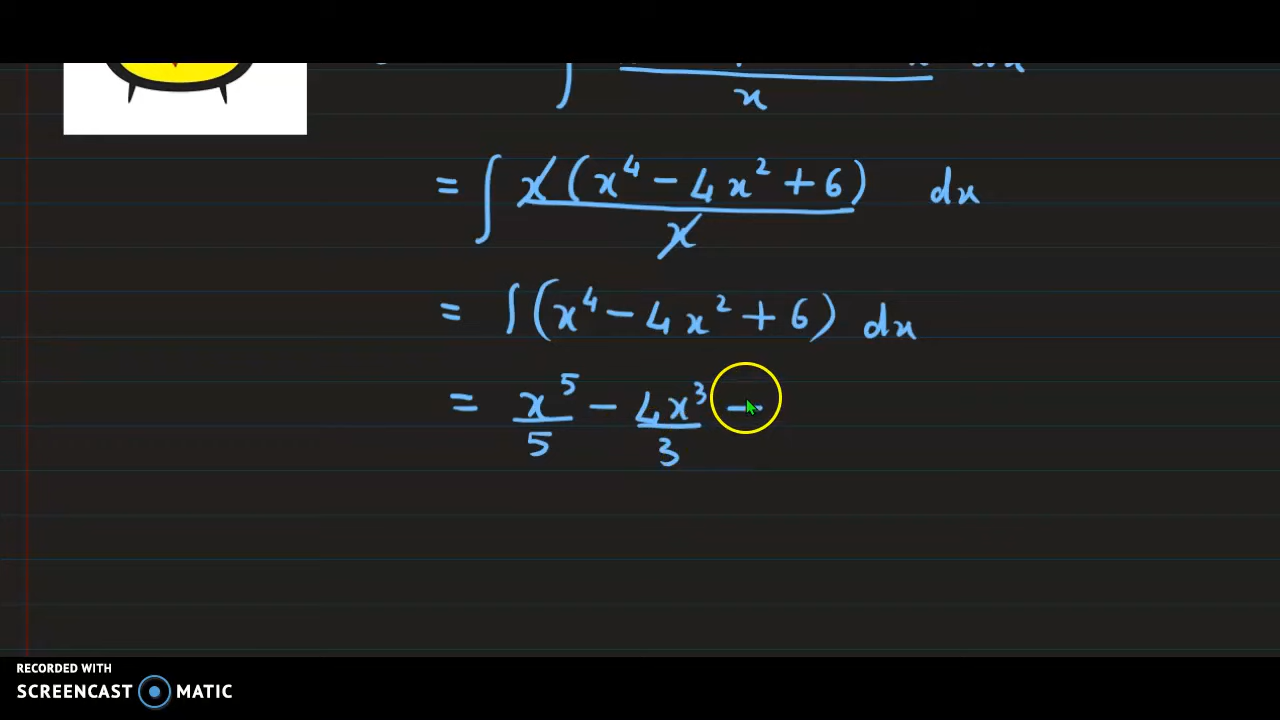 x
= ∫ x(x⁴ - 4x² + 6) / x dx
= ∫ (x⁴ - 4x² + 6) dx
= x⁵/5 - 4x³/3 -
RECORDED WITH
SCREENCAST MATIC